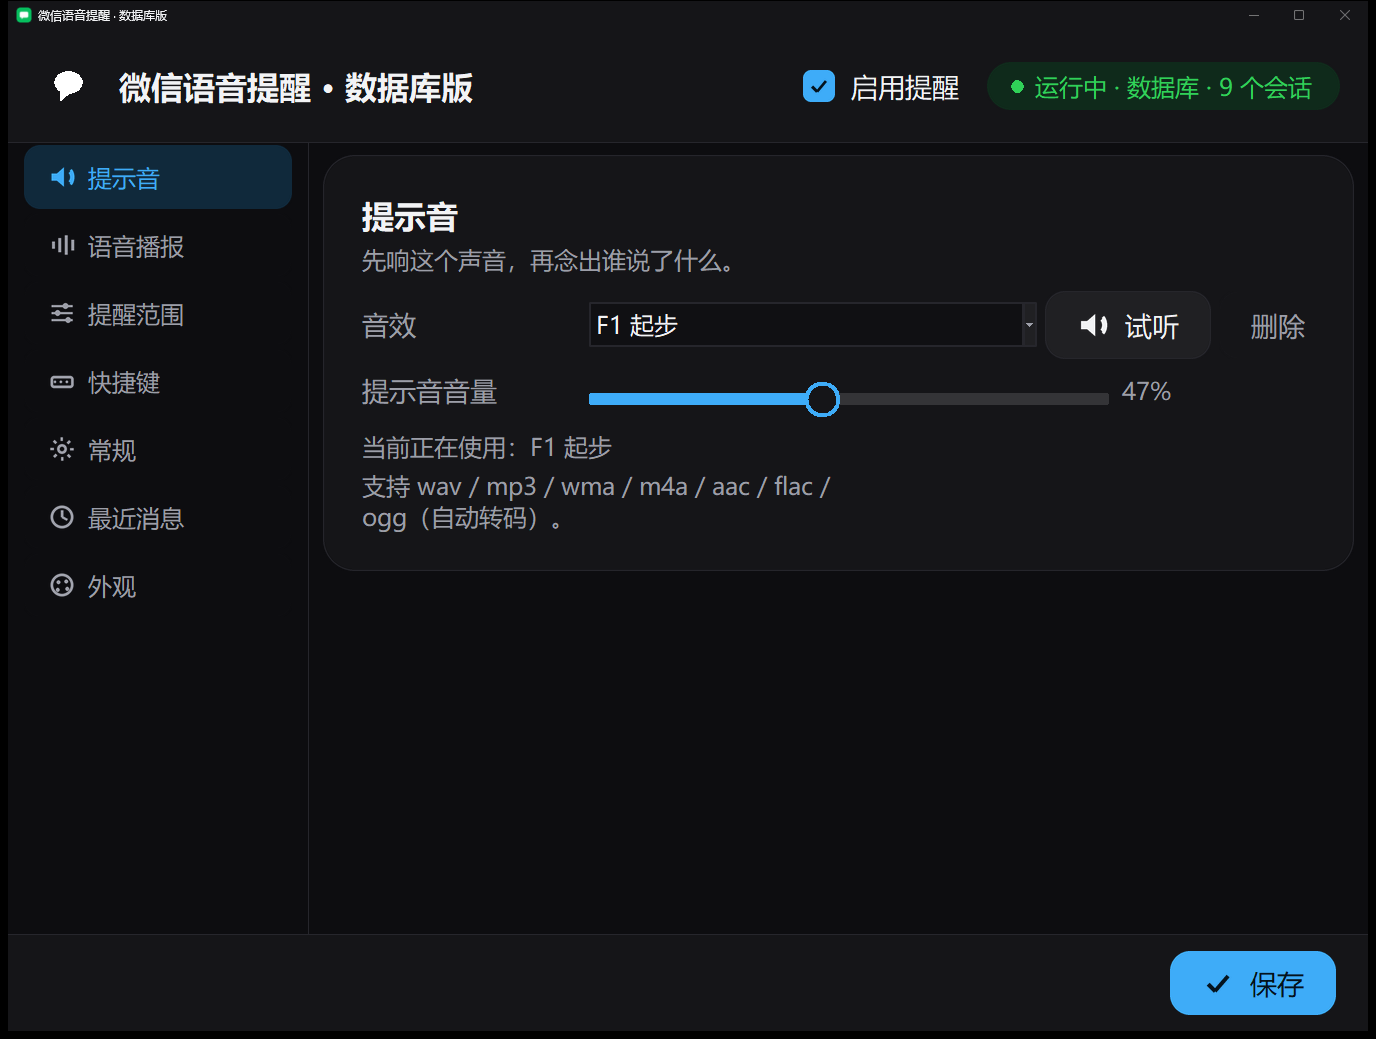 微信语音提醒 · 数据库版
微信语音提醒 • 数据库版
启用提醒
运行中 · 数据库 · 9 个会话
提示音
语音播报
提醒范围
快捷键
常规
最近消息
外观
提示音
先响这个声音，再念出谁说了什么。
音效
F1 起步
试听
删除
提示音音量
47%
当前正在使用：F1 起步
支持 wav / mp3 / wma / m4a / aac / flac /
ogg（自动转码）。
保存